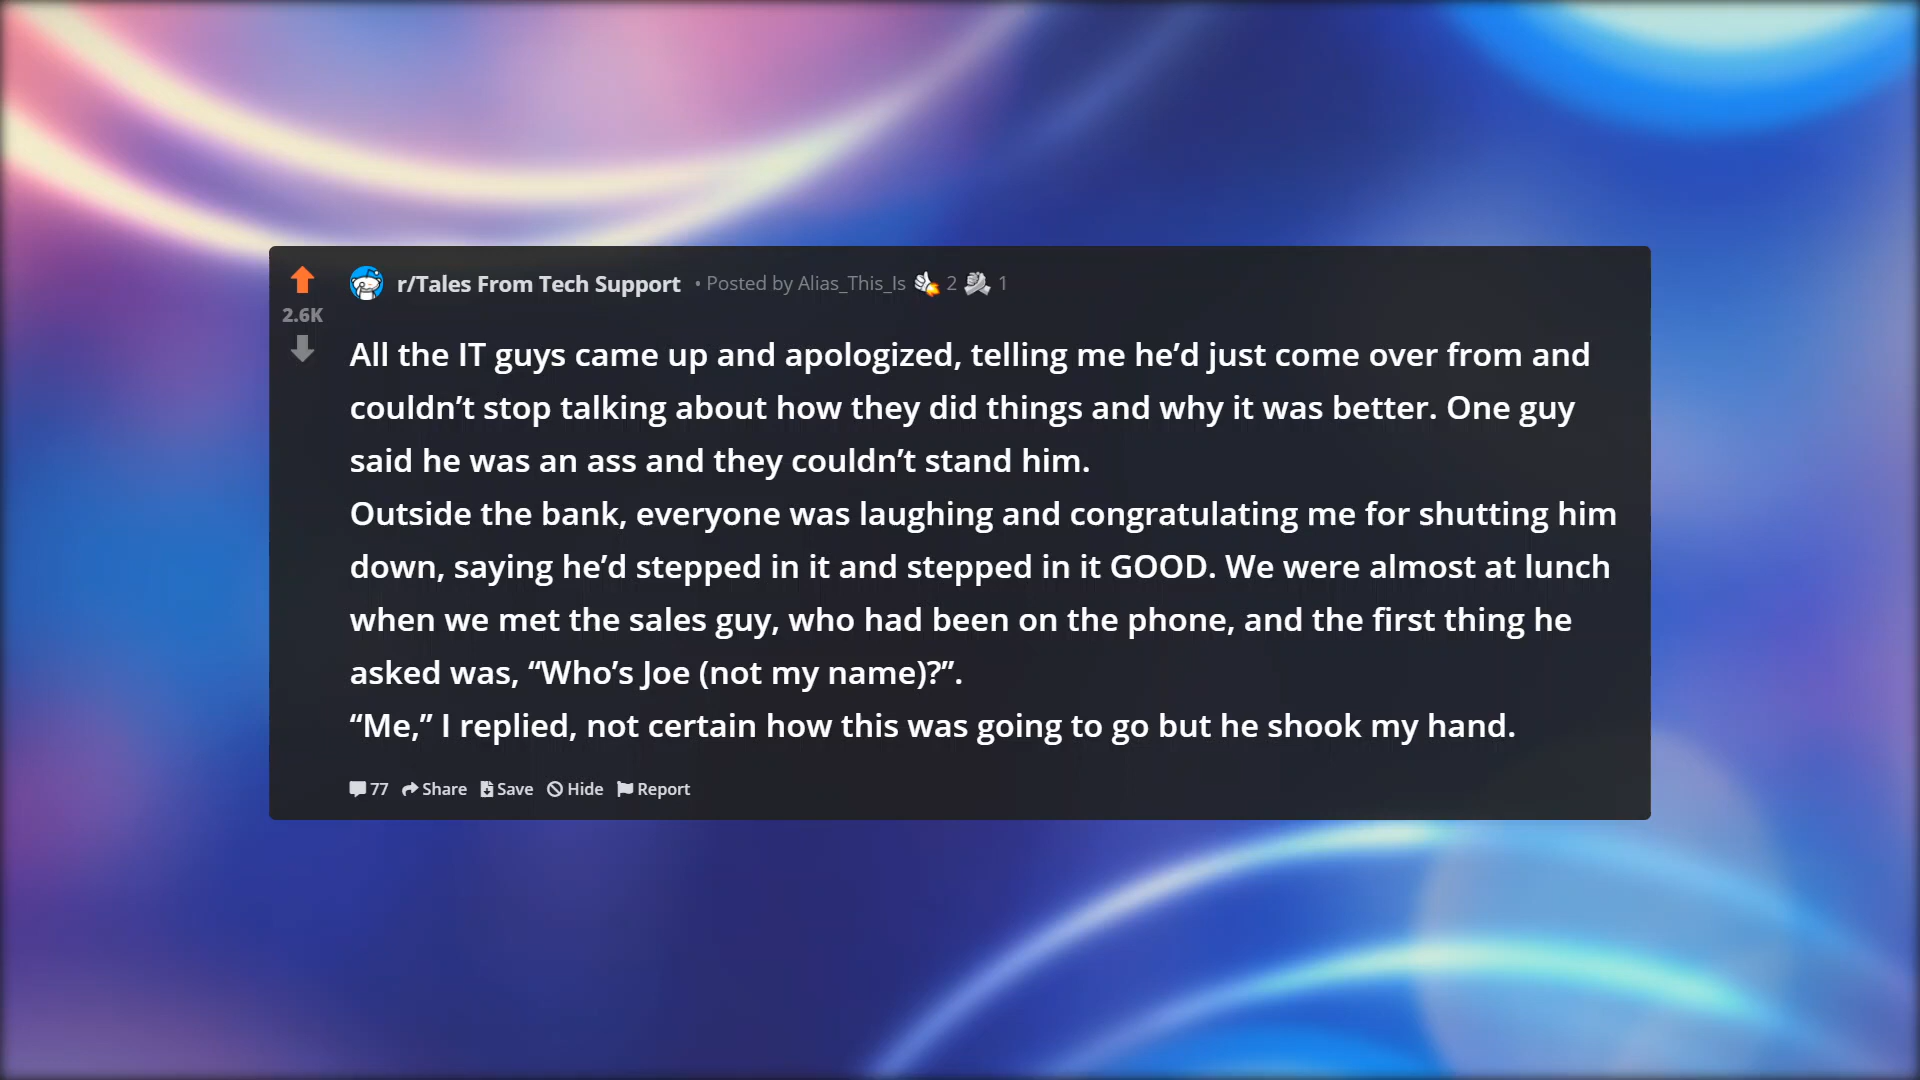 r/Tales From Tech Support • Posted by Alias_This_Is 2 1
2.6K
All the IT guys came up and apologized, telling me he’d just come over from and
couldn’t stop talking about how they did things and why it was better. One guy
said he was an ass and they couldn’t stand him.
Outside the bank, everyone was laughing and congratulating me for shutting him
down, saying he’d stepped in it and stepped in it GOOD. We were almost at lunch
when we met the sales guy, who had been on the phone, and the first thing he
asked was, “Who’s Joe (not my name)?”.
“Me,” I replied, not certain how this was going to go but he shook my hand.
77 Share Save Hide Report